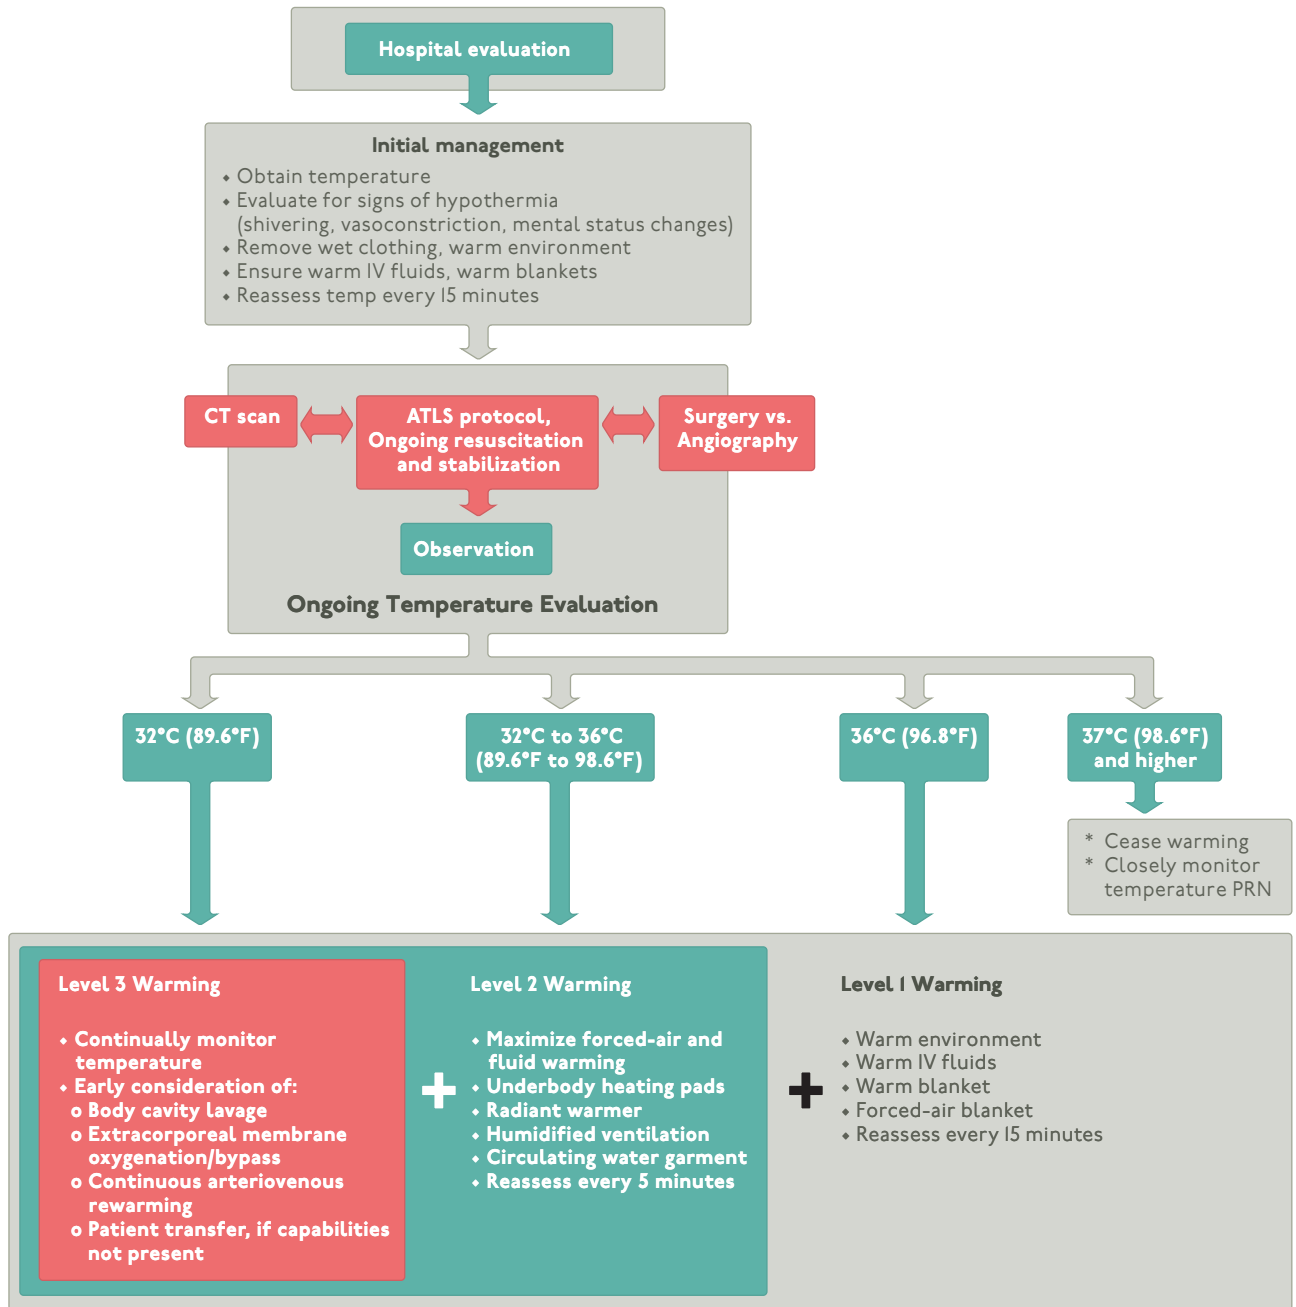 Hospital evaluation
Initial management
⬥ Obtain temperature
⬥ Evaluate for signs of hypothermia
(shivering, vasoconstriction, mental status changes)
⬥ Remove wet clothing, warm environment
⬥ Ensure warm IV fluids, warm blankets
⬥ Reassess temp every 15 minutes
CT scan
ATLS protocol,
Ongoing resuscitation
and stabilization
Surgery vs.
Angiography
Observation
Ongoing Temperature Evaluation
32°C (89.6°F)
32°C to 36°C
(89.6°F to 98.6°F)
36°C (96.8°F)
37°C (98.6°F)
and higher
* Cease warming
* Closely monitor
temperature PRN
Level 3 Warming
⬥ Continually monitor
temperature
⬥ Early consideration of:
o Body cavity lavage
o Extracorporeal membrane
oxygenation/bypass
o Continuous arteriovenous
rewarming
o Patient transfer, if capabilities
not present
+
Level 2 Warming
⬥ Maximize forced-air and
fluid warming
⬥ Underbody heating pads
⬥ Radiant warmer
⬥ Humidified ventilation
⬥ Circulating water garment
⬥ Reassess every 5 minutes
+
Level 1 Warming
⬥ Warm environment
⬥ Warm IV fluids
⬥ Warm blanket
⬥ Forced-air blanket
⬥ Reassess every 15 minutes